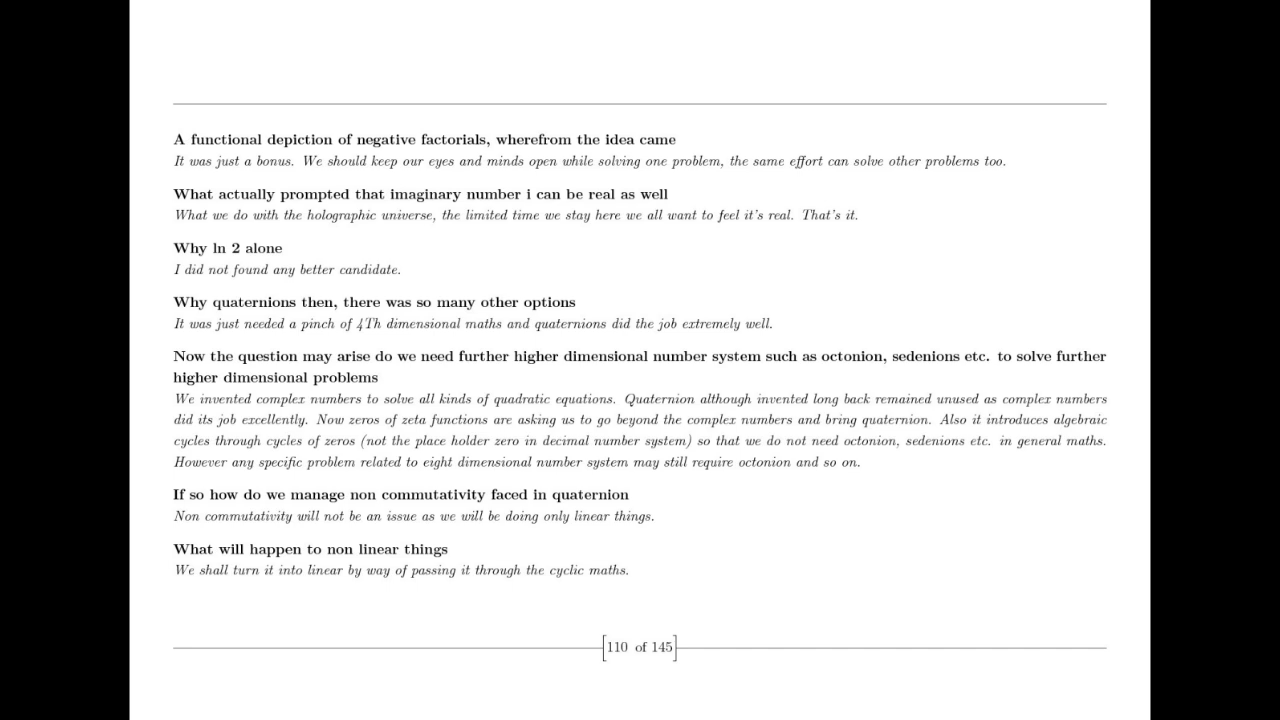 A functional depiction of negative factorials, wherefrom the idea came
It was just a bonus. We should keep our eyes and minds open while solving one problem, the same effort can solve other problems too.
What actually prompted that imaginary number i can be real as well
What we do with the holographic universe, the limited time we stay here we all want to feel it's real. That's it.
Why ln 2 alone
I did not found any better candidate.
Why quaternions then, there was so many other options
It was just needed a pinch of 4Th dimensional maths and quaternions did the job extremely well.
Now the question may arise do we need further higher dimensional number system such as octonion, sedenions etc. to solve further
higher dimensional problems
We invented complex numbers to solve all kinds of quadratic equations. Quaternion although invented long back remained unused as complex numbers
did its job excellently. Now zeros of zeta functions are asking us to go beyond the complex numbers and bring quaternion. Also it introduces algebraic
cycles through cycles of zeros (not the place holder zero in decimal number system) so that we do not need octonion, sedenions etc. in general maths.
However any specific problem related to eight dimensional number system may still require octonion and so on.
If so how do we manage non commutativity faced in quaternion
Non commutativity will not be an issue as we will be doing only linear things.
What will happen to non linear things
We shall turn it into linear by way of passing it through the cyclic maths.
[110 of 145]